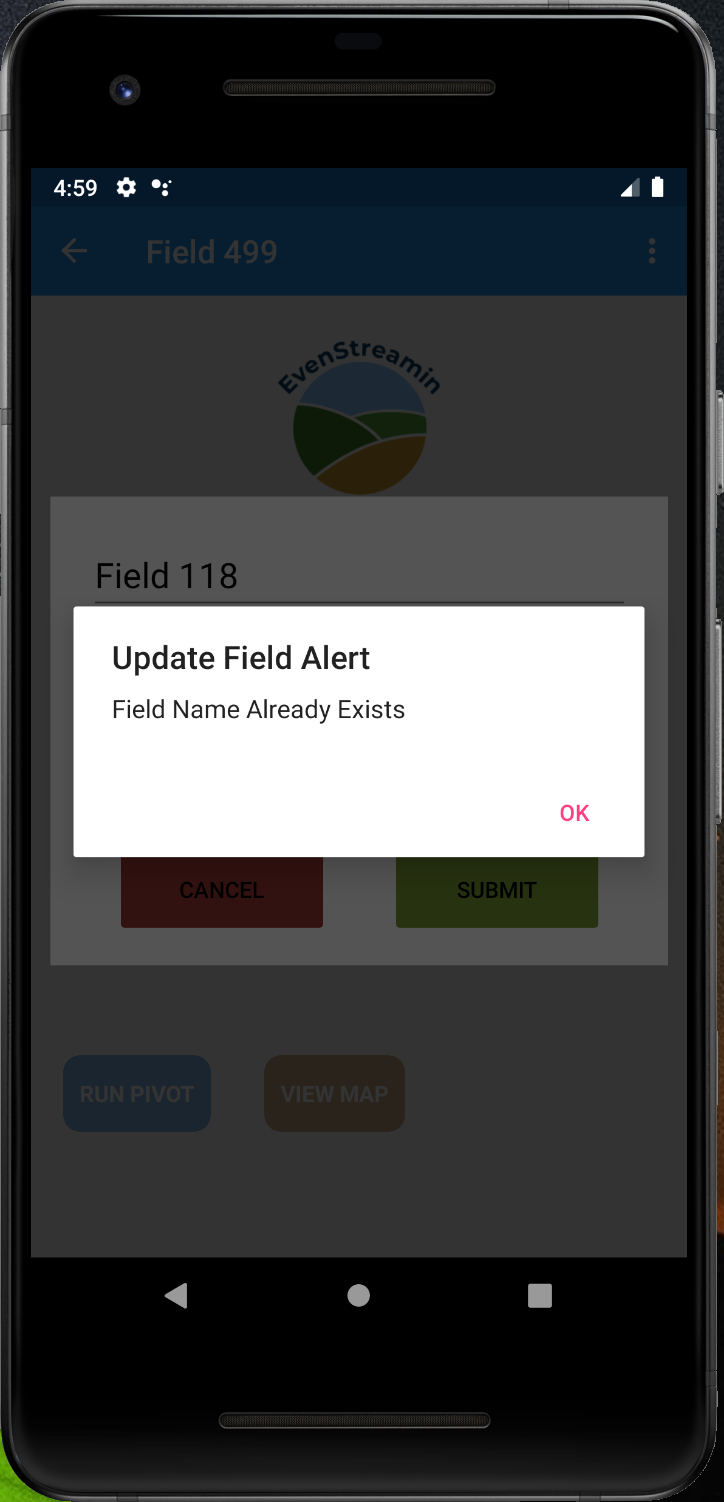 4:59
Field 499
EvenStreamin
Field 118
Update Field Alert
Field Name Already Exists
OK
CANCEL
SUBMIT
RUN PIVOT
VIEW MAP